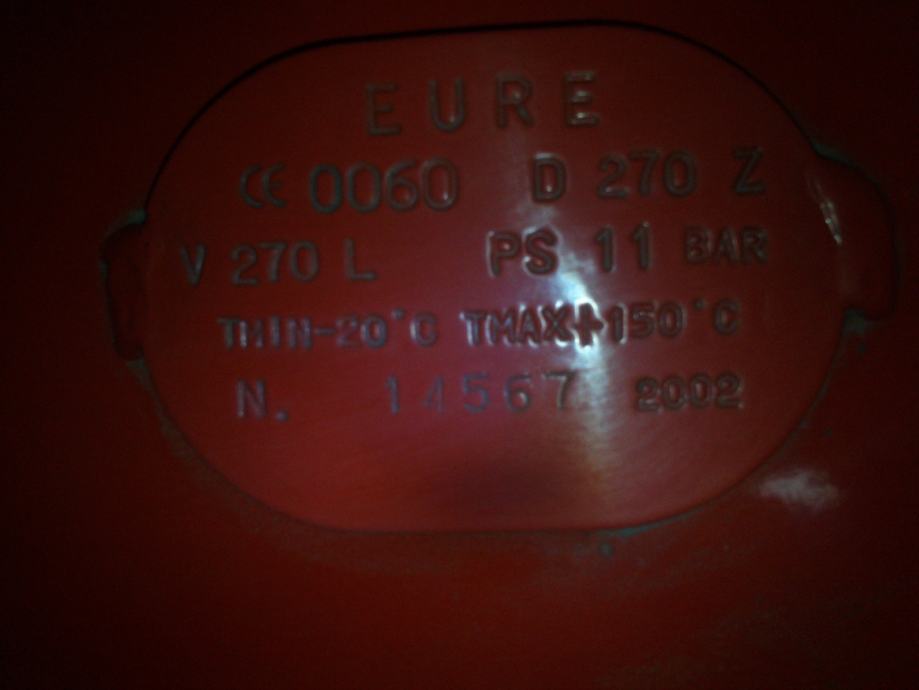 EURE
CE 0060 D 270 Z
V 270 L PS 11 BAR
TMIN-20°C TMAX+150°C
N. 14567 2002